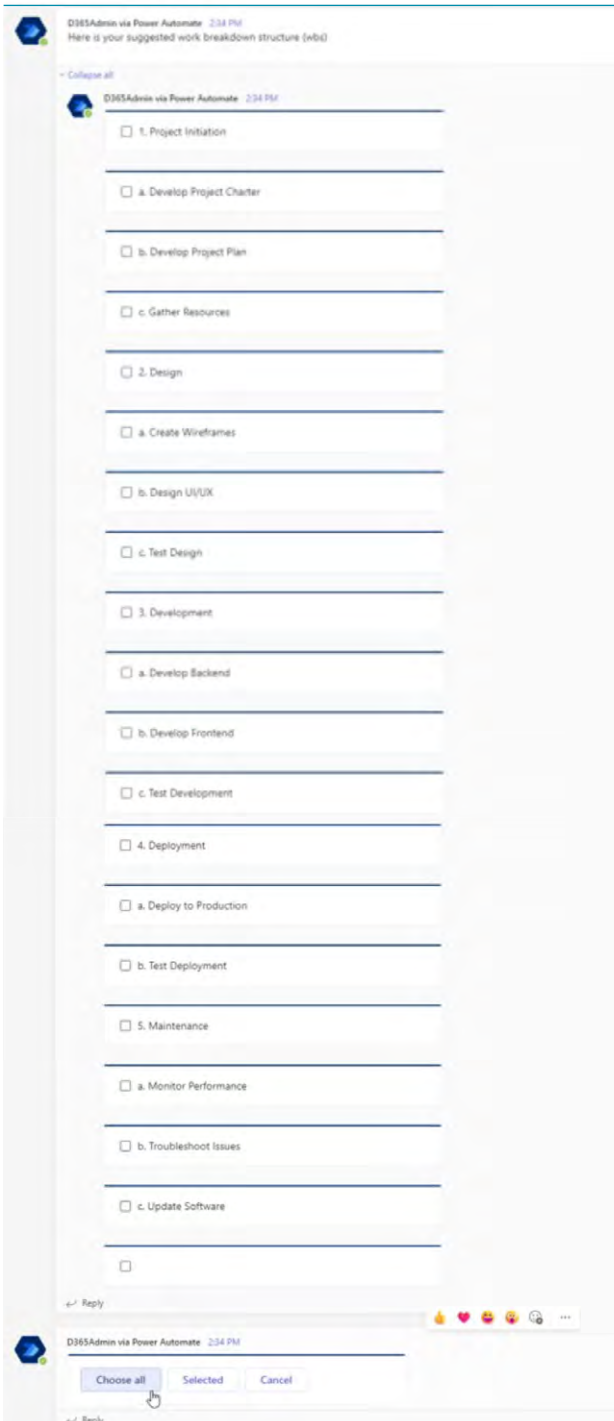 D365Admin via Power Automate 2:34 PM
Here is your suggested work breakdown structure (wbs)
Collapse all
D365Admin via Power Automate 2:34 PM
1. Project Initiation
a. Develop Project Charter
b. Develop Project Plan
c. Gather Resources
2. Design
a. Create Wireframes
b. Design UI/UX
c. Test Design
3. Development
a. Develop Backend
b. Develop Frontend
c. Test Development
4. Deployment
a. Deploy to Production
b. Test Deployment
5. Maintenance
a. Monitor Performance
b. Troubleshoot Issues
c. Update Software
Reply
D365Admin via Power Automate 2:34 PM
Choose all Selected Cancel
Reply